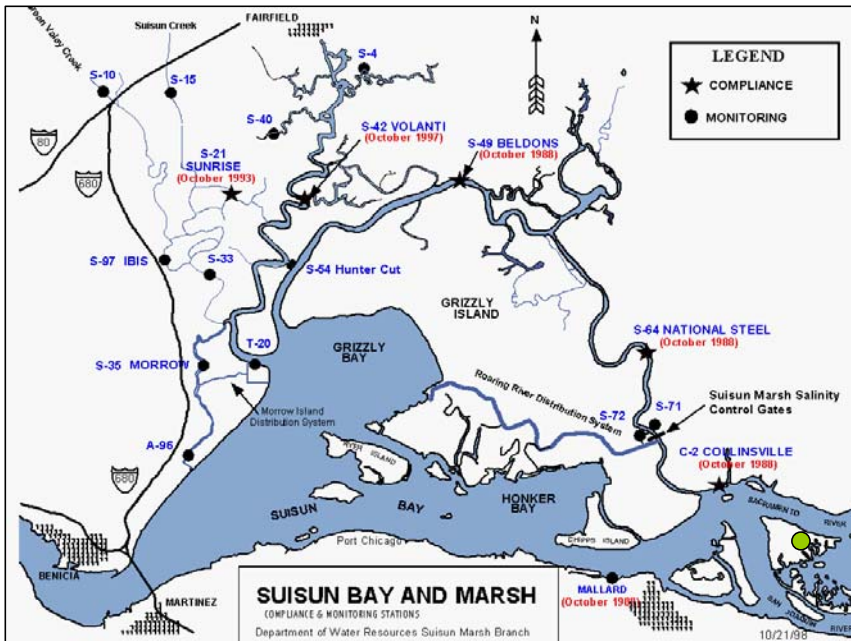 FAIRFIELD
Suisun Creek
Valey Creek
S-10
S-15
S-4
S-40
N
LEGEND
COMPLIANCE
MONITORING
80
680
S-42 VOLANTI
(October 1997)
S-49 BELDONS
(October 1988)
S-21
SUNRISE
(October 1993)
S-97 IBIS
S-33
S-54 Hunter Cut
GRIZZLY
ISLAND
GRIZZLY
BAY
S-64 NATIONAL STEEL
(October 1988)
S-35 MORROW
T-20
Morrow Island
Distribution System
Roaring River Distribution System
S-72
S-71
Suisun Marsh Salinity
Control Gates
A-96
C-2 COLLINSVILLE
(October 1988)
680
ISLAND
SUISUN BAY
HONKER
BAY
SACRAMENTO
RIVER
Port Chicago
CHIPPS ISLAND
BENICIA
MARTINEZ
MALLARD
SAN JOAQUIN
RIVER
SUISUN BAY AND MARSH
COMPLIANCE & MONITORING STATIONS
Department of Water Resources Suisun Marsh Branch
10/21/98